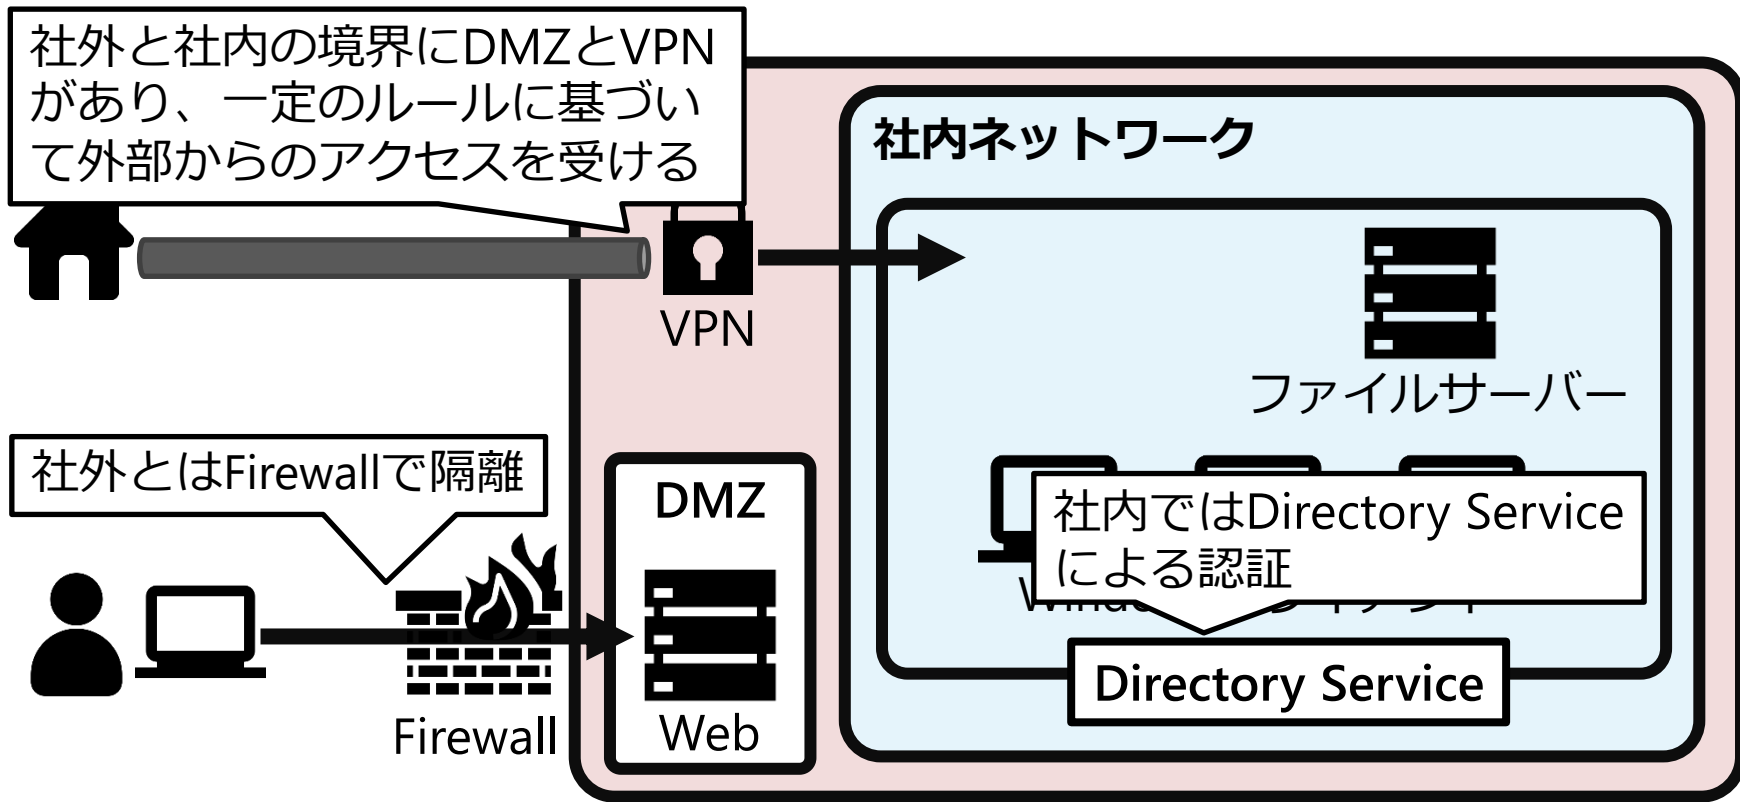 社外と社内の境界にDMZとVPN
があり、一定のルールに基づい
て外部からのアクセスを受ける
社内ネットワーク
VPN
ファイルサーバー
社外とはFirewallで隔離
DMZ
社内ではDirectory Service
による認証
Directory Service
Firewall
Web